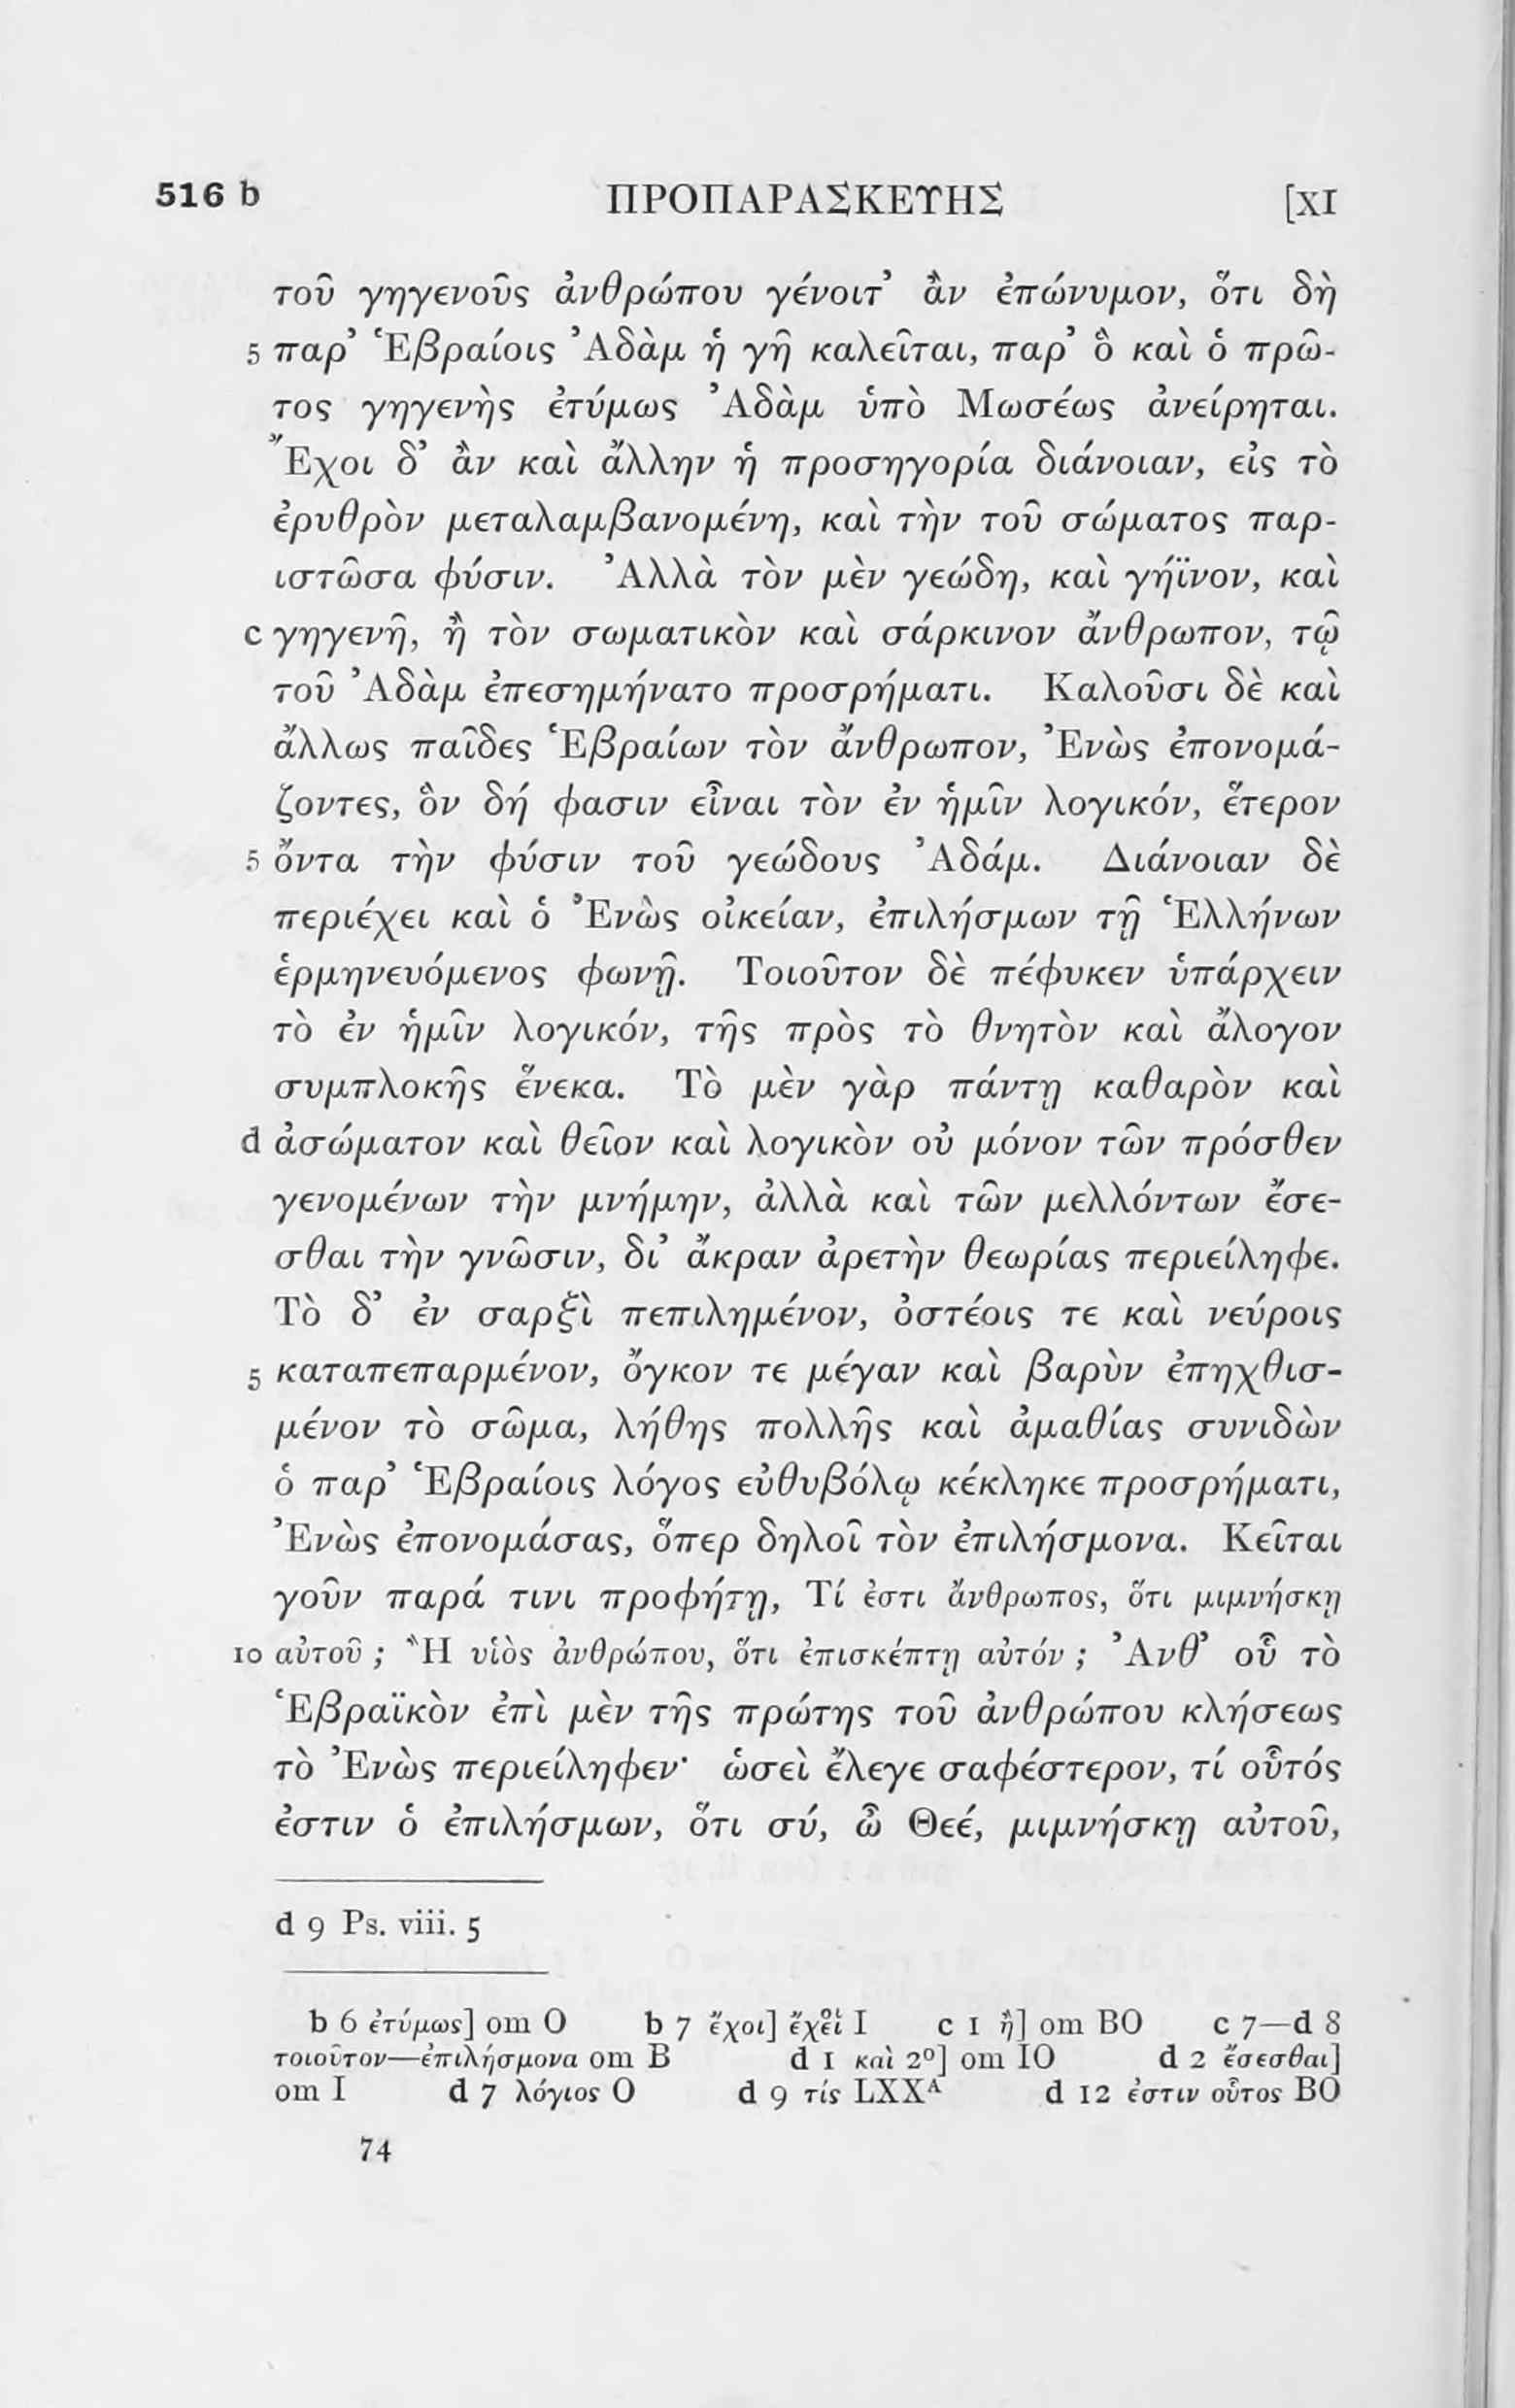 516 b ΠΡΟΠΑΡΑΣΚΕΥΗΣ [XI
τοῦ γηγενοῦς ἀνθρώπου γένοιτ’ ἂν ἐπώνυμον, ὅτι δὴ
5 παρ’ Ἑβραίοις Ἀδὰμ ἡ γῆ καλεῖται, παρ’ ὃ καὶ ὁ πρῶ-
τος γηγενὴς ἐτύμως Ἀδὰμ ὑπὸ Μωσέως ἀνείρηται.
Ἔχοι δ’ ἂν καὶ ἄλλην ἡ προσηγορία διάνοιαν, εἰς τὸ
ἐρυθρὸν μεταλαμβανομένη, καὶ τὴν τοῦ σώματος παρ-
ιστῶσα φύσιν. Ἀλλὰ τὸν μὲν γεώδη, καὶ γήϊνον, καὶ
c γηγενῆ, ἢ τὸν σωματικὸν καὶ σάρκινον ἄνθρωπον, τῷ
τοῦ Ἀδὰμ ἐπεσημήνατο προσρήματι. Καλοῦσι δὲ καὶ
ἄλλως παῖδες Ἑβραίων τὸν ἄνθρωπον, Ἐνὼς ἐπονομά-
ζοντες, ὃν δή φασιν εἶναι τὸν ἐν ἡμῖν λογικόν, ἕτερον
5 ὄντα τὴν φύσιν τοῦ γεώδους Ἀδάμ. Διάνοιαν δὲ
περιέχει καὶ ὁ Ἐνὼς οἰκείαν, ἐπιλήσμων τῇ Ἑλλήνων
ἑρμηνευόμενος φωνῇ. Τοιοῦτον δὲ πέφυκεν ὑπάρχειν
τὸ ἐν ἡμῖν λογικόν, τῆς πρὸς τὸ θνητὸν καὶ ἄλογον
συμπλοκῆς ἕνεκα. Τὸ μὲν γὰρ πάντῃ καθαρὸν καὶ
d ἀσώματον καὶ θεῖον καὶ λογικὸν οὐ μόνον τῶν πρόσθεν
γενομένων τὴν μνήμην, ἀλλὰ καὶ τῶν μελλόντων ἔσε-
σθαι τὴν γνῶσιν, δι’ ἄκραν ἀρετὴν θεωρίας περιείληφε.
Τὸ δ’ ἐν σαρξὶ πεπιλημένον, ὀστέοις τε καὶ νεύροις
5 καταπεπαρμένον, ὄγκον τε μέγαν καὶ βαρὺν ἐπηχθισ-
μένον τὸ σῶμα, λήθης πολλῆς καὶ ἀμαθίας συνιδὼν
ὁ παρ’ Ἑβραίοις λόγος εὐθυβόλῳ κέκληκε προσρήματι,
Ἐνὼς ἐπονομάσας, ὅπερ δηλοῖ τὸν ἐπιλήσμονα. Κεῖται
γοῦν παρά τινι προφήτῃ, Τί ἐστι ἄνθρωπος, ὅτι μιμνήσκῃ
10 αὐτοῦ ; Ἢ υἱὸς ἀνθρώπου, ὅτι ἐπισκέπτῃ αὐτόν ; Ἀνθ’ οὗ τὸ
Ἑβραϊκὸν ἐπὶ μὲν τῆς πρώτης τοῦ ἀνθρώπου κλήσεως
τὸ Ἐνὼς περιείληφεν· ὡσεὶ ἔλεγε σαφέστερον, τί οὗτός
ἐστιν ὁ ἐπιλήσμων, ὅτι σύ, ὦ Θεέ, μιμνήσκῃ αὐτοῦ,
d 9 Ps. viii. 5
b 6 ἐτύμως] om O b 7 ἔχοι] ἔχει I c 1 ἢ] om BO c 7—d 8
τοιοῦτον—ἐπιλήσμονα om B d 1 καὶ 2º] om IO d 2 ἔσεσθαι]
om I d 7 λόγιος O d 9 τίς LXXᴬ d 12 ἐστιν οὗτος BO
74